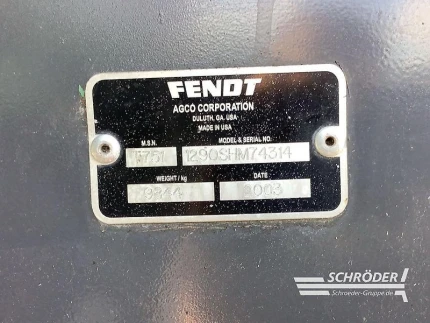 FENDT
AGCO CORPORATION
DULUTH, GA. USA
MADE IN USA
M.S.N. MODEL & SERIAL NO.
1290SHM74314
WEIGHT / kg DATE
2003
SCHRÖDER
Schroeder-Gruppe.de